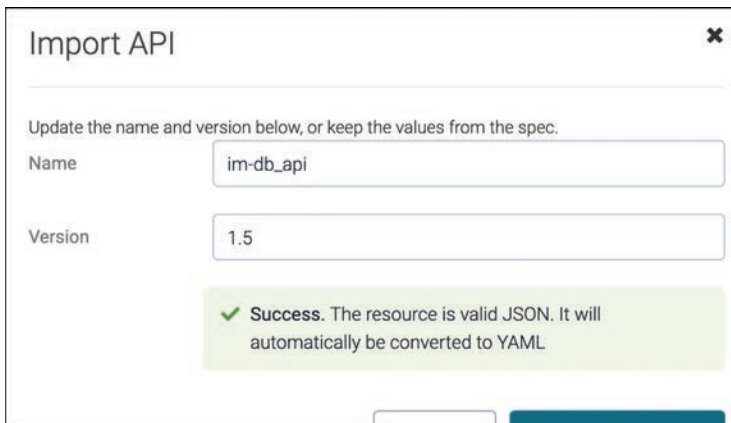 Import API
Update the name and version below, or keep the values from the spec.
Name
im-db_api
Version
1.5
Success. The resource is valid JSON. It will
automatically be converted to YAML